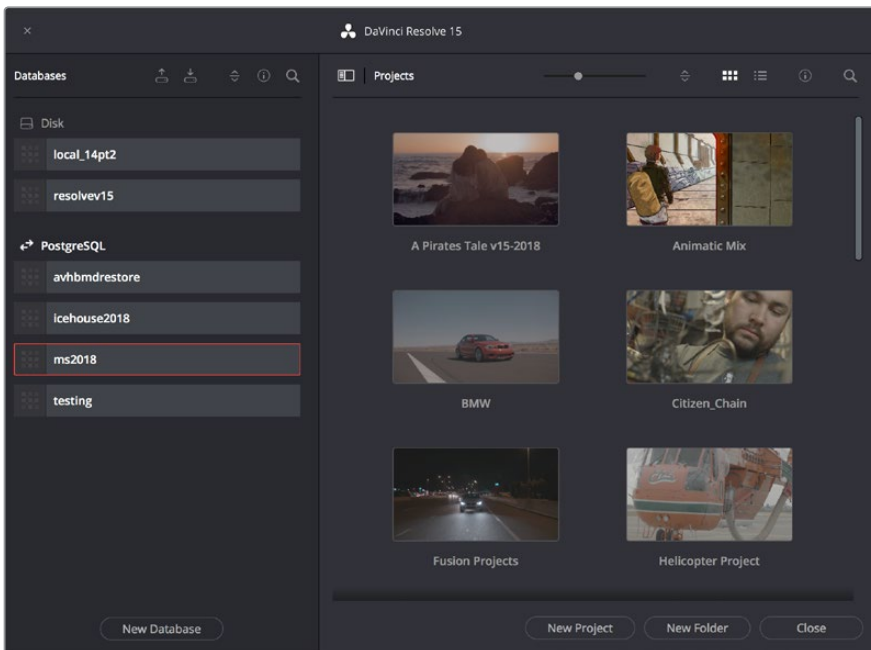 DaVinci Resolve 15
Databases
Projects
Disk
local_14pt2
resolvev15
PostgreSQL
avhbmdrestore
icehouse2018
ms2018
testing
New Database
A Pirates Tale v15-2018
Animatic Mix
BMW
Citizen_Chain
Fusion Projects
Helicopter Project
New Project
New Folder
Close